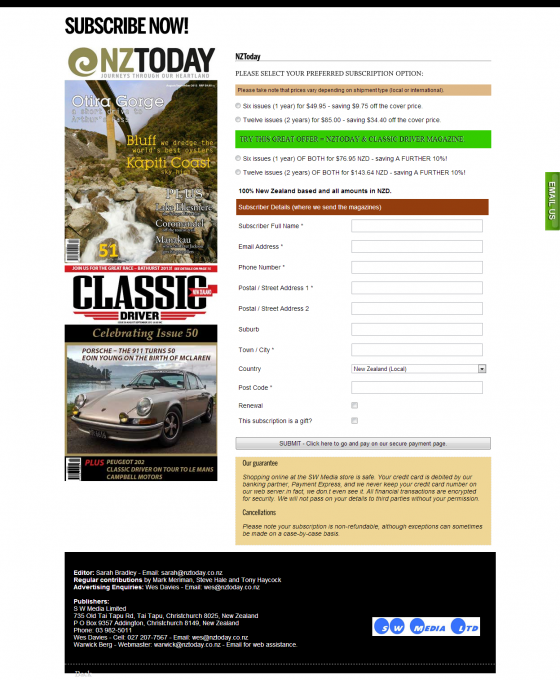 SUBSCRIBE NOW!
NZTODAY
JOURNEYS THROUGH OUR HEARTLAND
Otira Gorge
a short drive to
Arthur's Pass
Bluff we dredge the
world's best oysters
Kapiti Coast
sky high
PLUS
Lake Ellesmere
Coromandel
Manukau
51
JOIN US FOR THE GREAT RACE - BATHURST 2013
CLASSIC
NEW ZEALAND
DRIVER
Celebrating Issue 50
PORSCHE – THE 911 TURNS 50
EOIN YOUNG ON THE BIRTH OF MCLAREN
PLUS PEUGEOT 202
CLASSIC DRIVER ON TOUR TO LE MANS
CAMPBELL MOTORS
NZToday
PLEASE SELECT YOUR PREFERRED SUBSCRIPTION OPTION:
Please take note that prices vary depending on shipment type (local or international).
Six issues (1 year) for $49.95 - saving $9.75 off the cover price.
Twelve issues (2 years) for $85.00 - saving $34.40 off the cover price.
TRY THIS GREAT OFFER - NZTODAY & CLASSIC DRIVER MAGAZINE
Six issues (1 year) OF BOTH for $76.95 NZD - saving A FURTHER 10%!
Twelve issues (2 years) OF BOTH for $143.64 NZD - saving A FURTHER 10%!
100% New Zealand based and all amounts in NZD.
Subscriber Details (where we send the magazines)
Subscriber Full Name *
Email Address *
Phone Number *
Postal / Street Address 1 *
Postal / Street Address 2
Suburb
Town / City *
Country
New Zealand (Local)
Post Code *
Renewal
This subscription is a gift?
SUBMIT - Click here to go and pay on our secure payment page.
Our guarantee
Shopping online at the SW Media store is safe. Your credit card is debited by our
banking partner, Payment Express, and we never keep your credit card number on
our web server in fact, we don,t even see it. All financial transactions are encrypted
for security. We will not pass on your details to third parties without your permission.
Cancellations
Please note your subscription is non-refundable, although exceptions can sometimes
be made on a case-by-case basis.
EMAIL US
Editor: Sarah Bradley - Email: sarah@nztoday.co.nz
Regular contributions by Mark Meriman, Steve Hale and Tony Haycock
Advertising Enquiries: Wes Davies - Email: wes@nztoday.co.nz
Publishers:
S W Media Limited
735 Old Tai Tapu Rd, Tai Tapu, Christchurch 8025, New Zealand
P O Box 9357 Addington, Christchurch 8149, New Zealand
Phone: 03 982-5011
Wes Davies - Cell: 027 207-7567 - Email: wes@nztoday.co.nz
Warwick Berg - Webmaster: warwick@nztoday.co.nz - Email for web assistance.
SW MEDIA LTD
Back